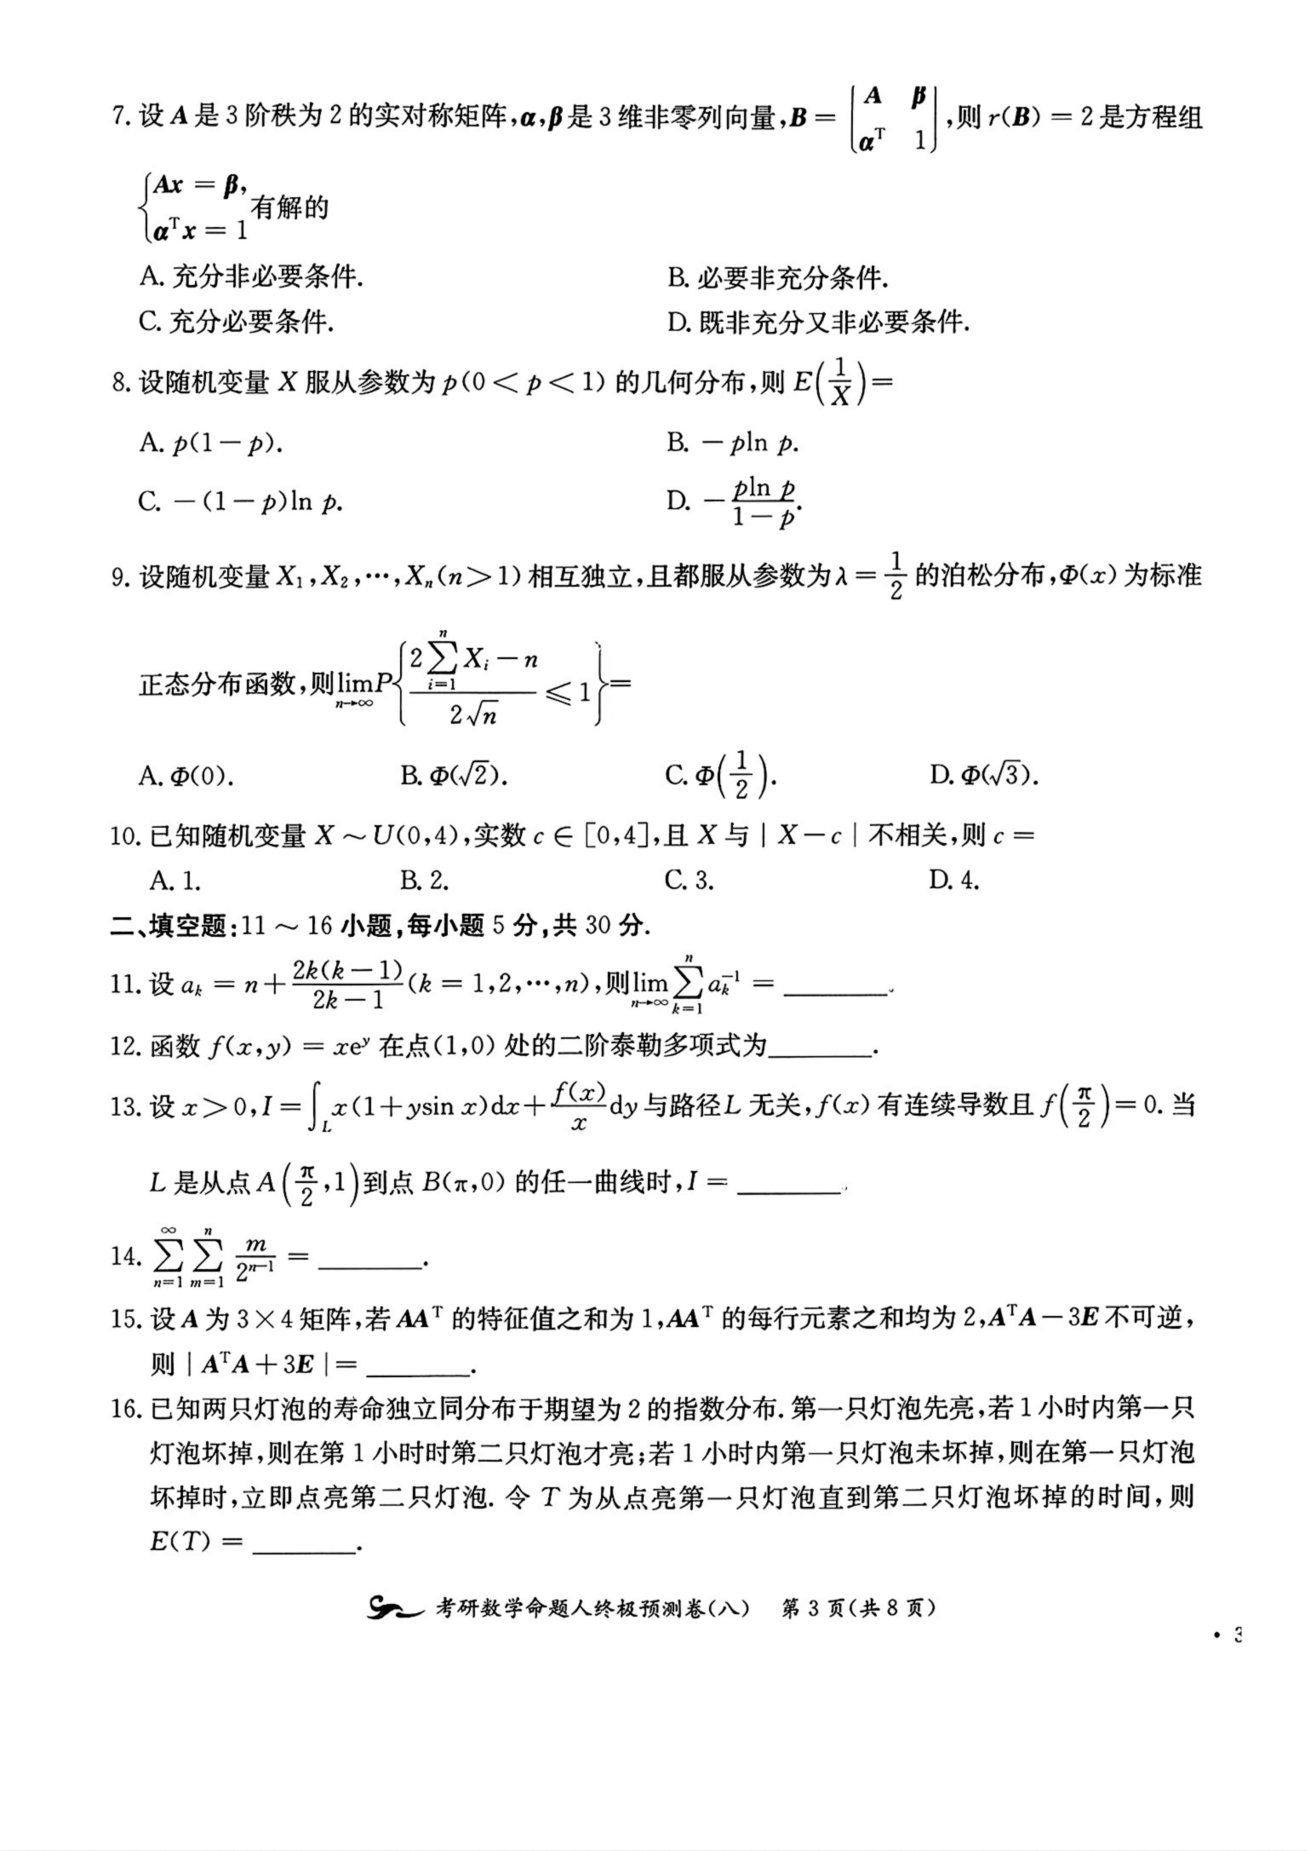 7. 设 A 是 3 阶秩为 2 的实对称矩阵,α,β 是 3 维非零列向量,B = (A β; αᵀ 1),则 r(B) = 2 是方程组
{Ax = β, αᵀx = 1 有解的
A. 充分非必要条件. B. 必要非充分条件.
C. 充分必要条件. D. 既非充分又非必要条件.
8. 设随机变量 X 服从参数为 p(0 < p < 1) 的几何分布,则 E(1/X) =
A. p(1 − p). B. − pln p.
C. − (1 − p)ln p. D. − pln p/(1 − p).
9. 设随机变量 X₁,X₂,⋯,Xₙ(n > 1) 相互独立,且都服从参数为 λ = 1/2 的泊松分布,Φ(x) 为标准
正态分布函数,则 lim_{n→∞} P{(2∑_{i=1}^{n} Xᵢ − n)/(2√n) ≤ 1} =
A. Φ(0). B. Φ(√2). C. Φ(1/2). D. Φ(√3).
10. 已知随机变量 X ~ U(0,4),实数 c ∈ [0,4],且 X 与 | X − c | 不相关,则 c =
A. 1. B. 2. C. 3. D. 4.
二、填空题:11 ~ 16 小题,每小题 5 分,共 30 分.
11. 设 aₖ = n + 2k(k − 1)/(2k − 1) (k = 1,2,⋯,n),则 lim_{n→∞} ∑_{k=1}^{n} aₖ⁻¹ = ________.
12. 函数 f(x,y) = xeʸ 在点(1,0) 处的二阶泰勒多项式为________.
13. 设 x > 0,I = ∫_L x(1 + ysin x)dx + f(x)/x dy 与路径 L 无关,f(x) 有连续导数且 f(π/2) = 0. 当
L 是从点 A(π/2,1) 到点 B(π,0) 的任一曲线时,I = ________.
14. ∑_{n=1}^{∞} ∑_{m=1}^{n} m/2ⁿ⁻¹ = ________.
15. 设 A 为 3×4 矩阵,若 AAᵀ 的特征值之和为 1,AAᵀ 的每行元素之和均为 2,AᵀA − 3E 不可逆,
则 | AᵀA + 3E | = ________.
16. 已知两只灯泡的寿命独立同分布于期望为 2 的指数分布. 第一只灯泡先亮,若 1 小时内第一只
灯泡坏掉,则在第 1 小时时第二只灯泡才亮;若 1 小时内第一只灯泡未坏掉,则在第一只灯泡
坏掉时,立即点亮第二只灯泡. 令 T 为从点亮第一只灯泡直到第二只灯泡坏掉的时间,则
E(T) = ________.
考研数学命题人终极预测卷(八) 第 3 页(共 8 页)